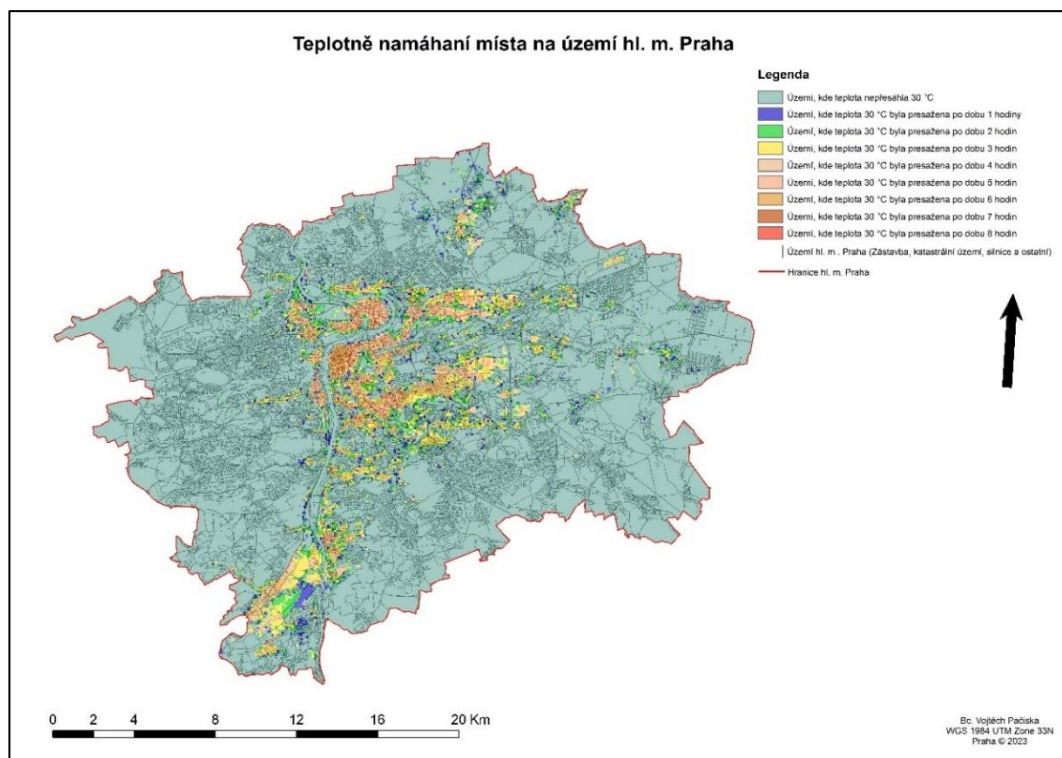 Teplotně namáhaní místa na území hl. m. Praha
Legenda
Území, kde teplota nepřesáhla 30 °C
Území, kde teplota 30 °C byla presažena po dobu 1 hodiny
Území, kde teplota 30 °C byla presažena po dobu 2 hodin
Území, kde teplota 30 °C byla presažena po dobu 3 hodin
Území, kde teplota 30 °C byla presažena po dobu 4 hodin
Území, kde teplota 30 °C byla presažena po dobu 5 hodin
Území, kde teplota 30 °C byla presažena po dobu 6 hodin
Území, kde teplota 30 °C byla presažena po dobu 7 hodin
Území, kde teplota 30 °C byla presažena po dobu 8 hodin
Území hl. m . Praha (Zástavba, katastrální území, silnice a ostatní)
Hranice hl. m. Praha
0 2 4 8 12 16 20 Km
Bc. Vojtěch Pačiska
WGS 1984 UTM Zone 33N
Praha © 2023